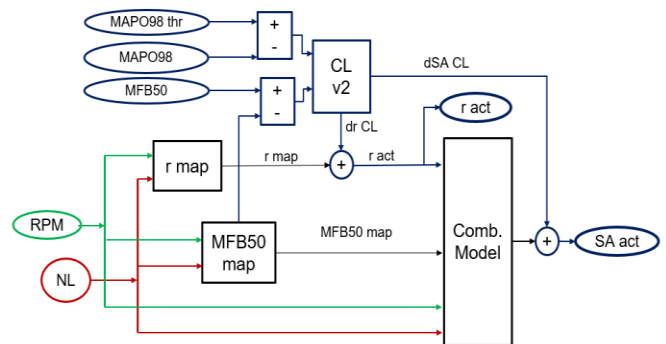 MAPO98 thr
+
-
MAPO98
CL
v2
dSA CL
MFB50
+
-
r act
dr CL
r map
r map
+
r act
RPM
MFB50
map
MFB50 map
Comb.
Model
+
SA act
NL